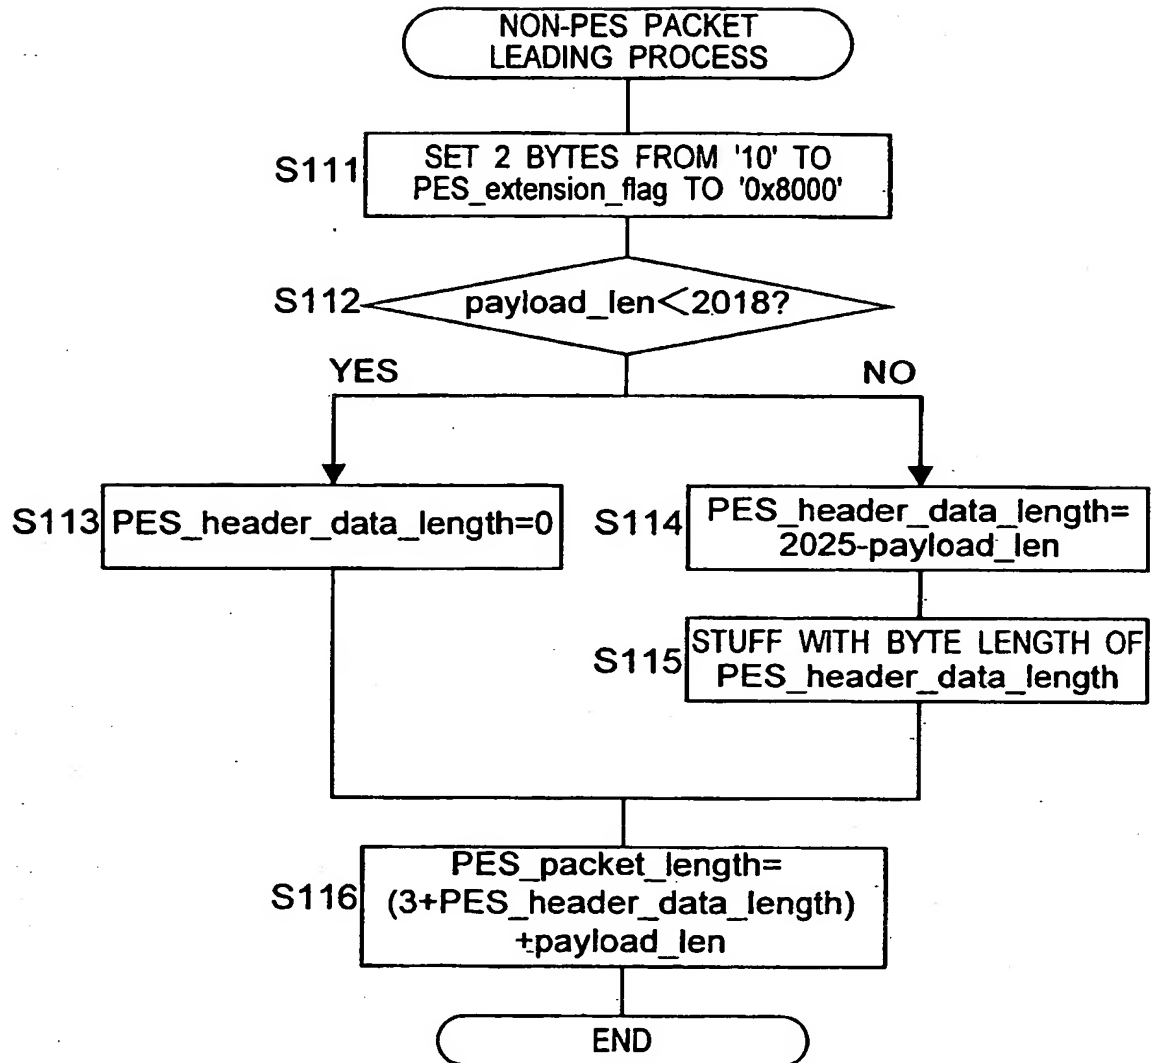 NON-PES PACKET
LEADING PROCESS
S111
SET 2 BYTES FROM '10' TO
PES_extension_flag TO '0x8000'
S112
payload_len<2018?
YES
NO
S113
PES_header_data_length=0
S114
PES_header_data_length=
2025-payload_len
S115
STUFF WITH BYTE LENGTH OF
PES_header_data_length
S116
PES_packet_length=
(3+PES_header_data_length)
+payload_len
END